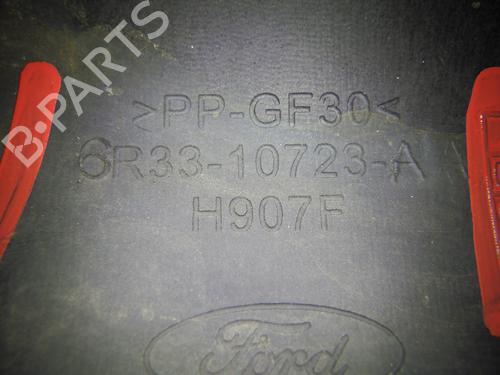 >PP-GF30<
6R33-10723-A
H907F
Ford
B-PARTS